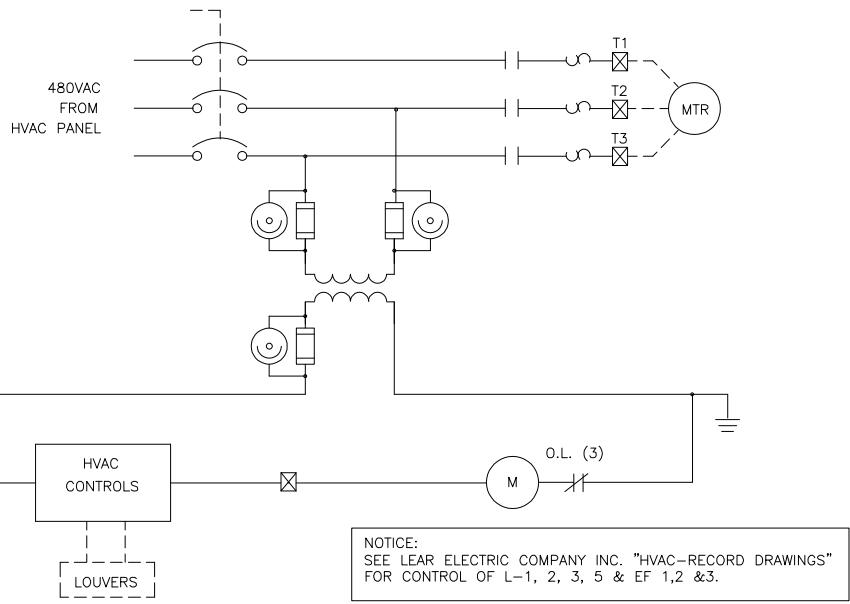 T1
480VAC
FROM
HVAC PANEL
T2
MTR
T3
O.L. (3)
HVAC
CONTROLS
M
LOUVERS
NOTICE:
SEE LEAR ELECTRIC COMPANY INC. "HVAC-RECORD DRAWINGS"
FOR CONTROL OF L-1, 2, 3, 5 & EF 1,2 &3.